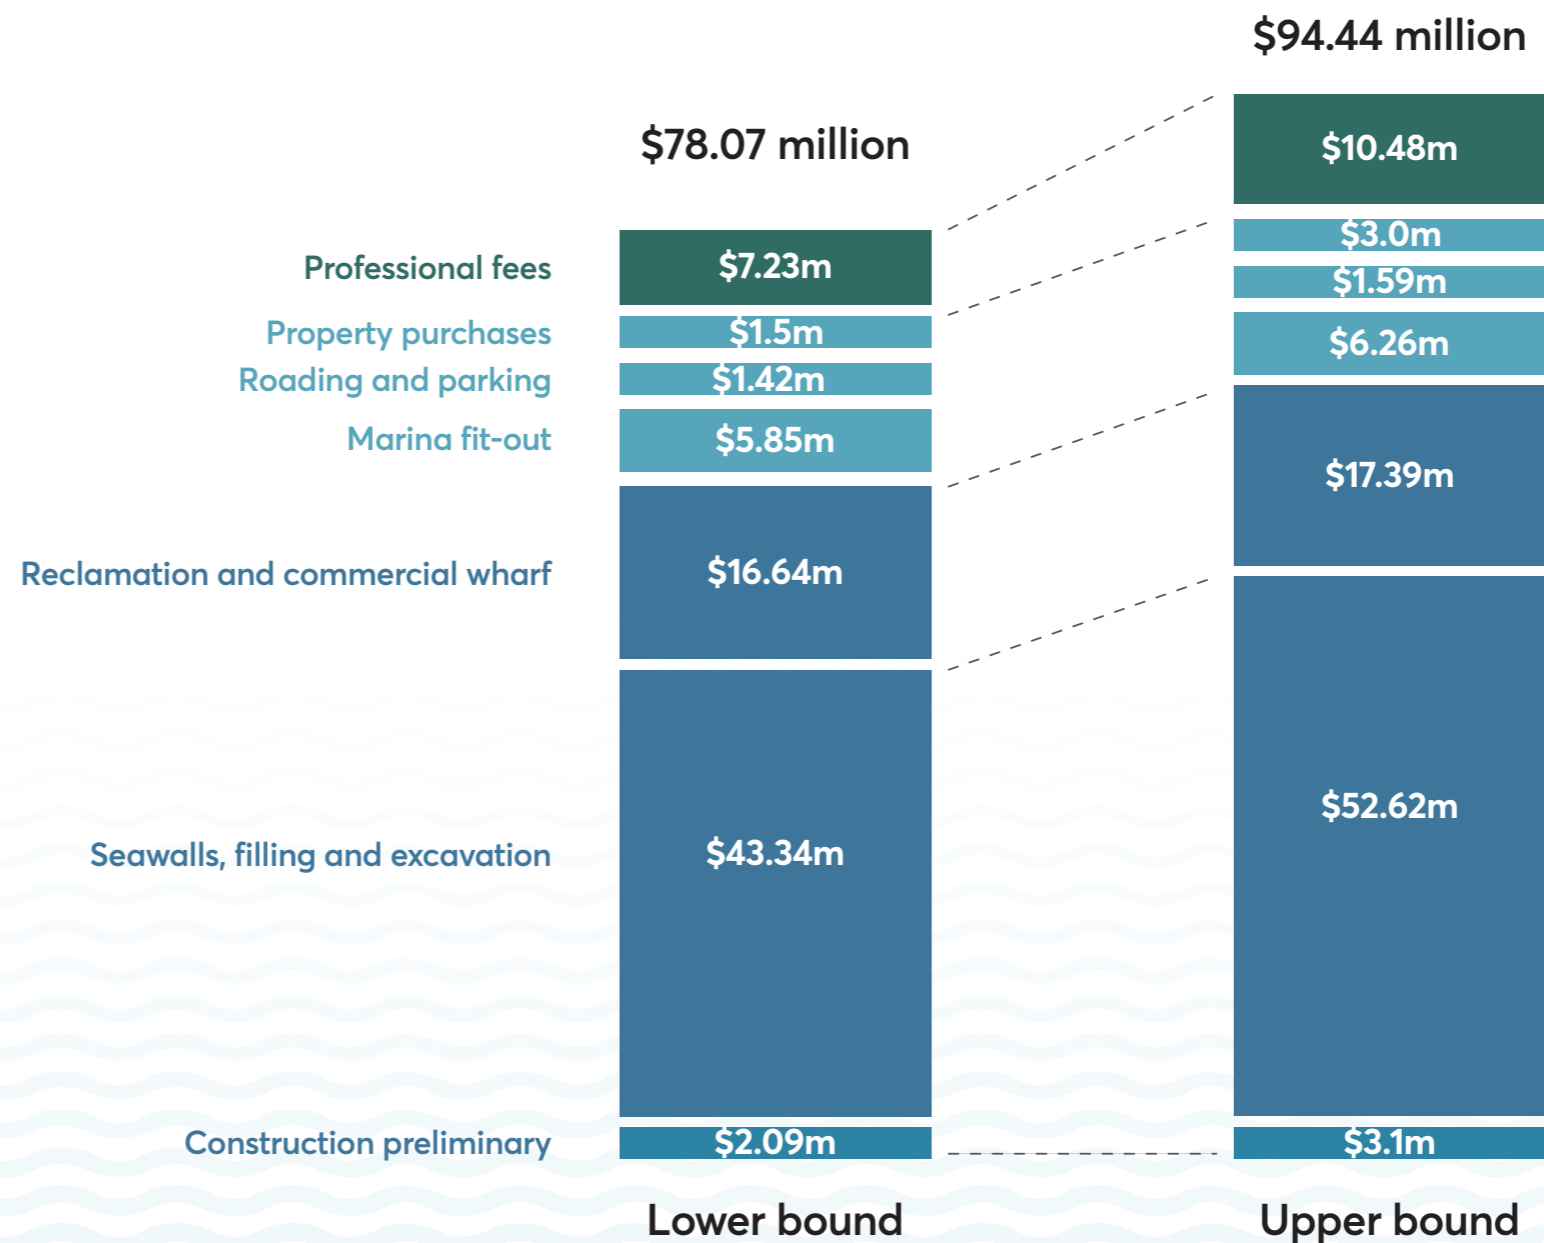 $94.44 million
$78.07 million
Professional fees
$7.23m
$10.48m
Property purchases
$1.5m
$3.0m
Roading and parking
$1.42m
$1.59m
Marina fit-out
$5.85m
$6.26m
Reclamation and commercial wharf
$16.64m
$17.39m
Seawalls, filling and excavation
$43.34m
$52.62m
Construction preliminary
$2.09m
$3.1m
Lower bound
Upper bound